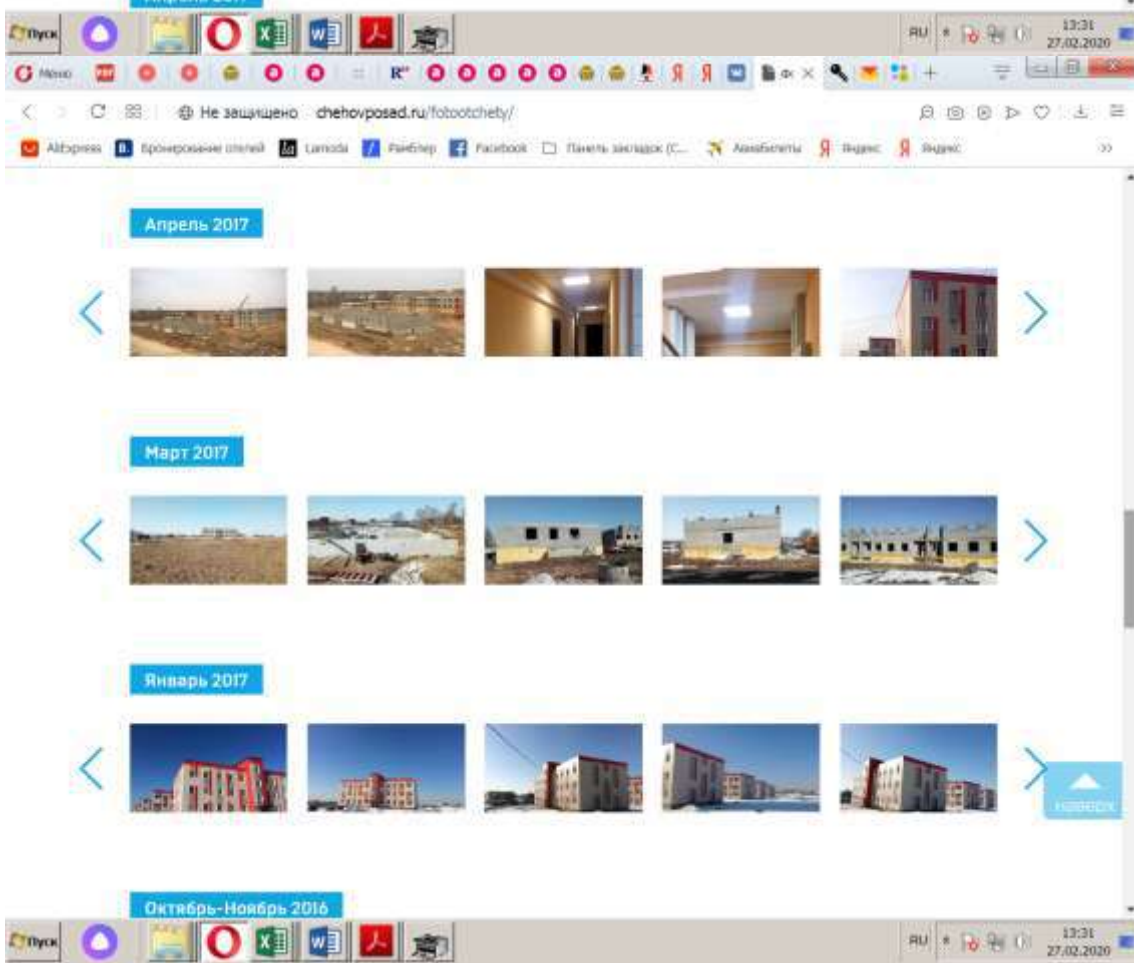 Пуск
RU
13:31
27.02.2020
Меню
Не защищено chehovposad.ru/fotootchety/
AliExpress Бронирование отелей Lamoda Рамблер Facebook Панель закладок (С... Авиабилеты Яндекс Яндекс
Апрель 2017
Март 2017
Январь 2017
наверх
Октябрь-Ноябрь 2016
Пуск
RU
13:31
27.02.2020